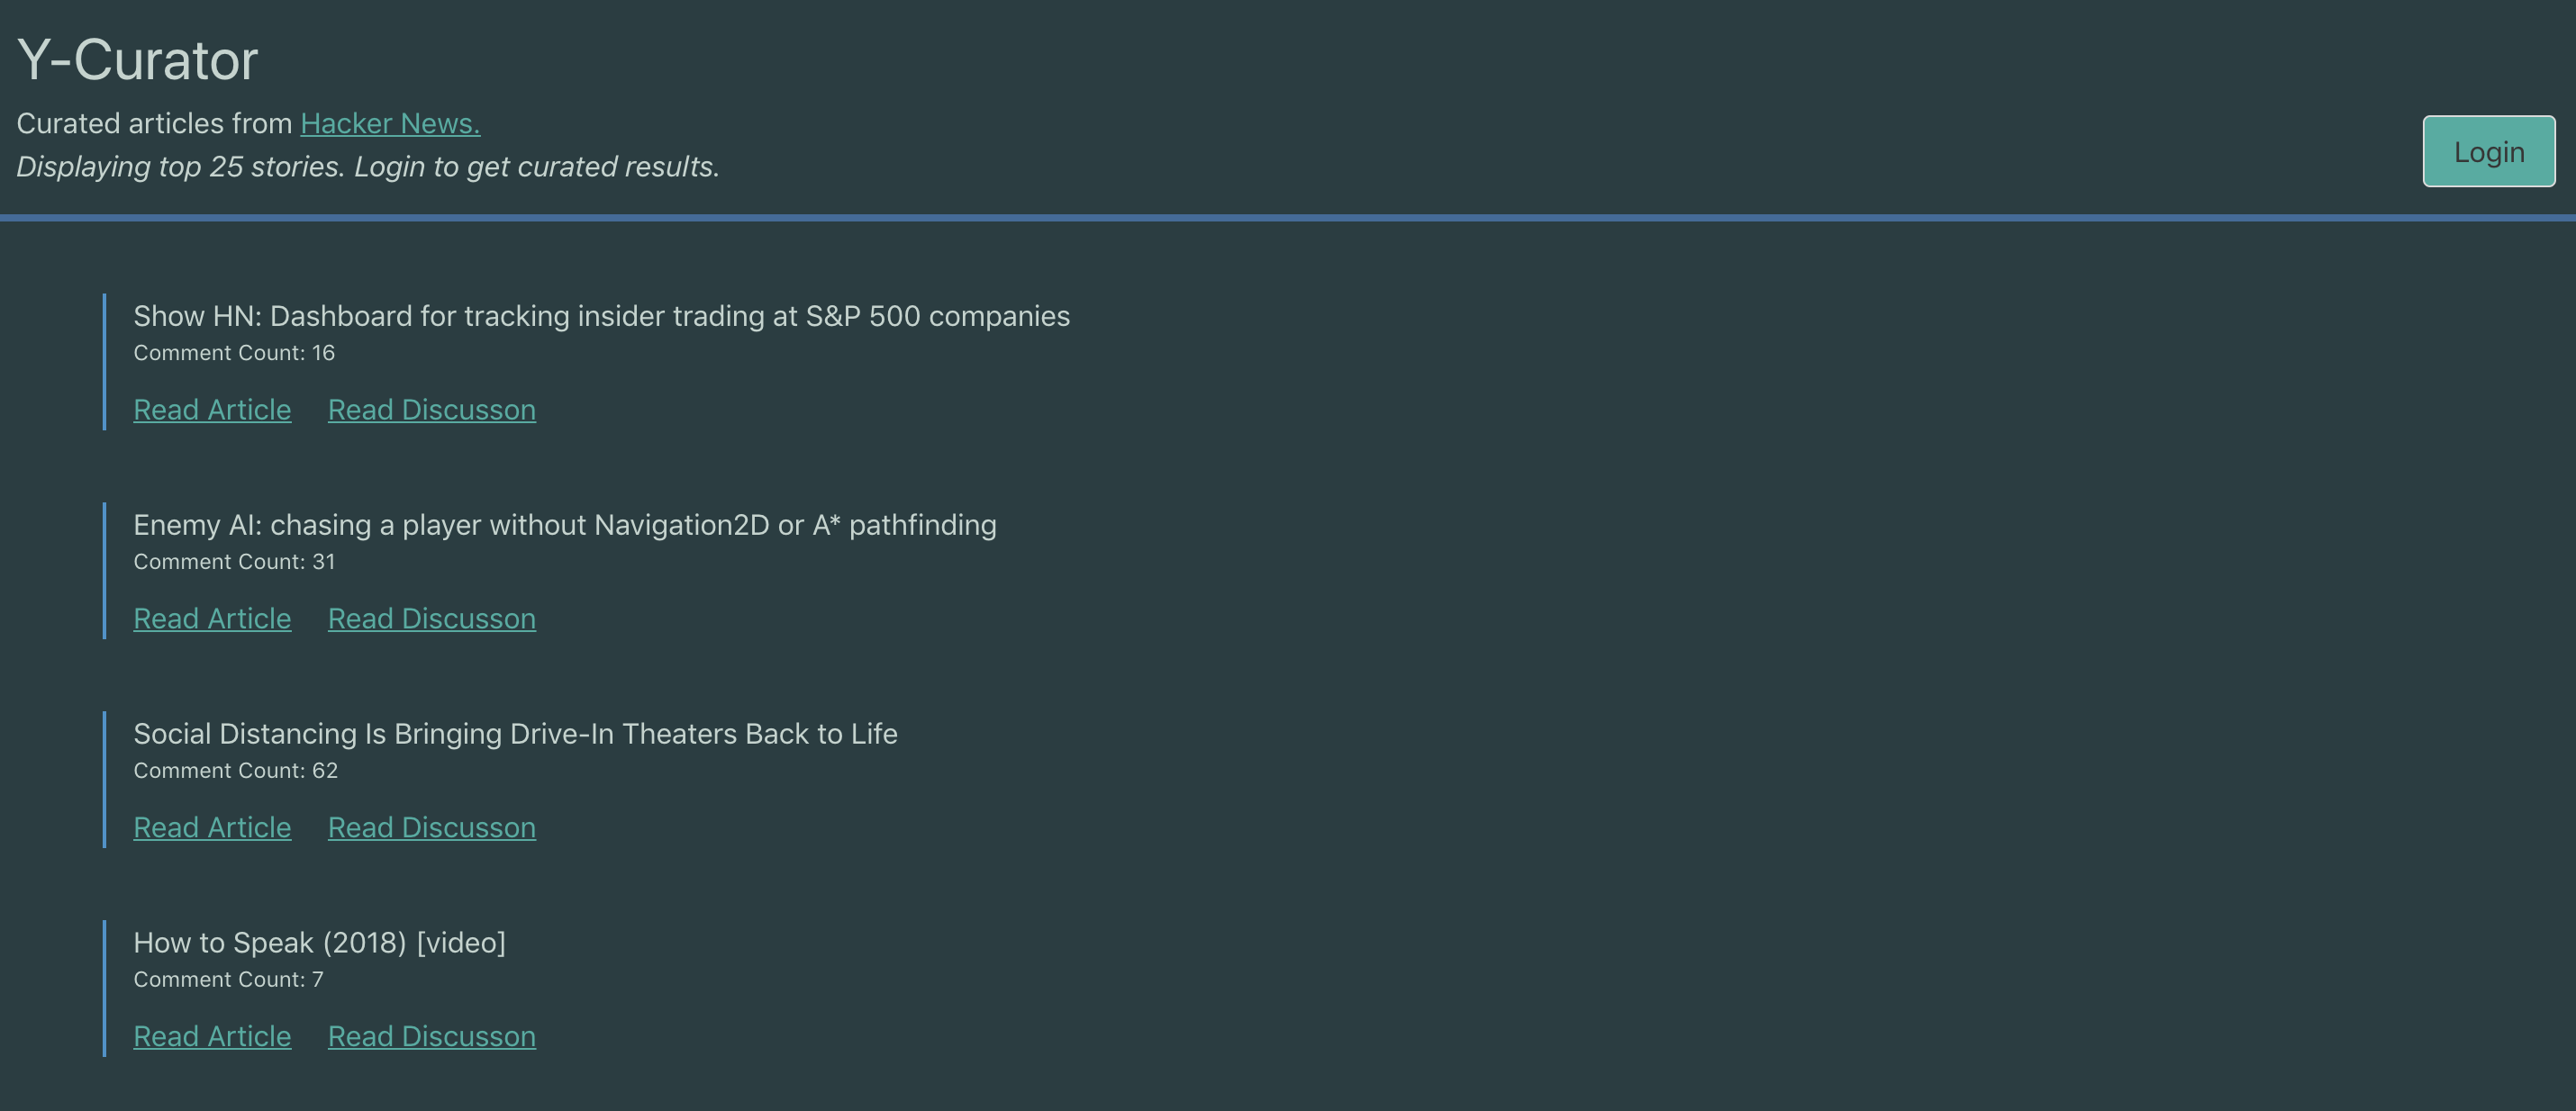 Y-Curator
Curated articles from Hacker News.
Displaying top 25 stories. Login to get curated results.
Login
Show HN: Dashboard for tracking insider trading at S&P 500 companies
Comment Count: 16
Read Article Read Discusson
Enemy AI: chasing a player without Navigation2D or A* pathfinding
Comment Count: 31
Read Article Read Discusson
Social Distancing Is Bringing Drive-In Theaters Back to Life
Comment Count: 62
Read Article Read Discusson
How to Speak (2018) [video]
Comment Count: 7
Read Article Read Discusson